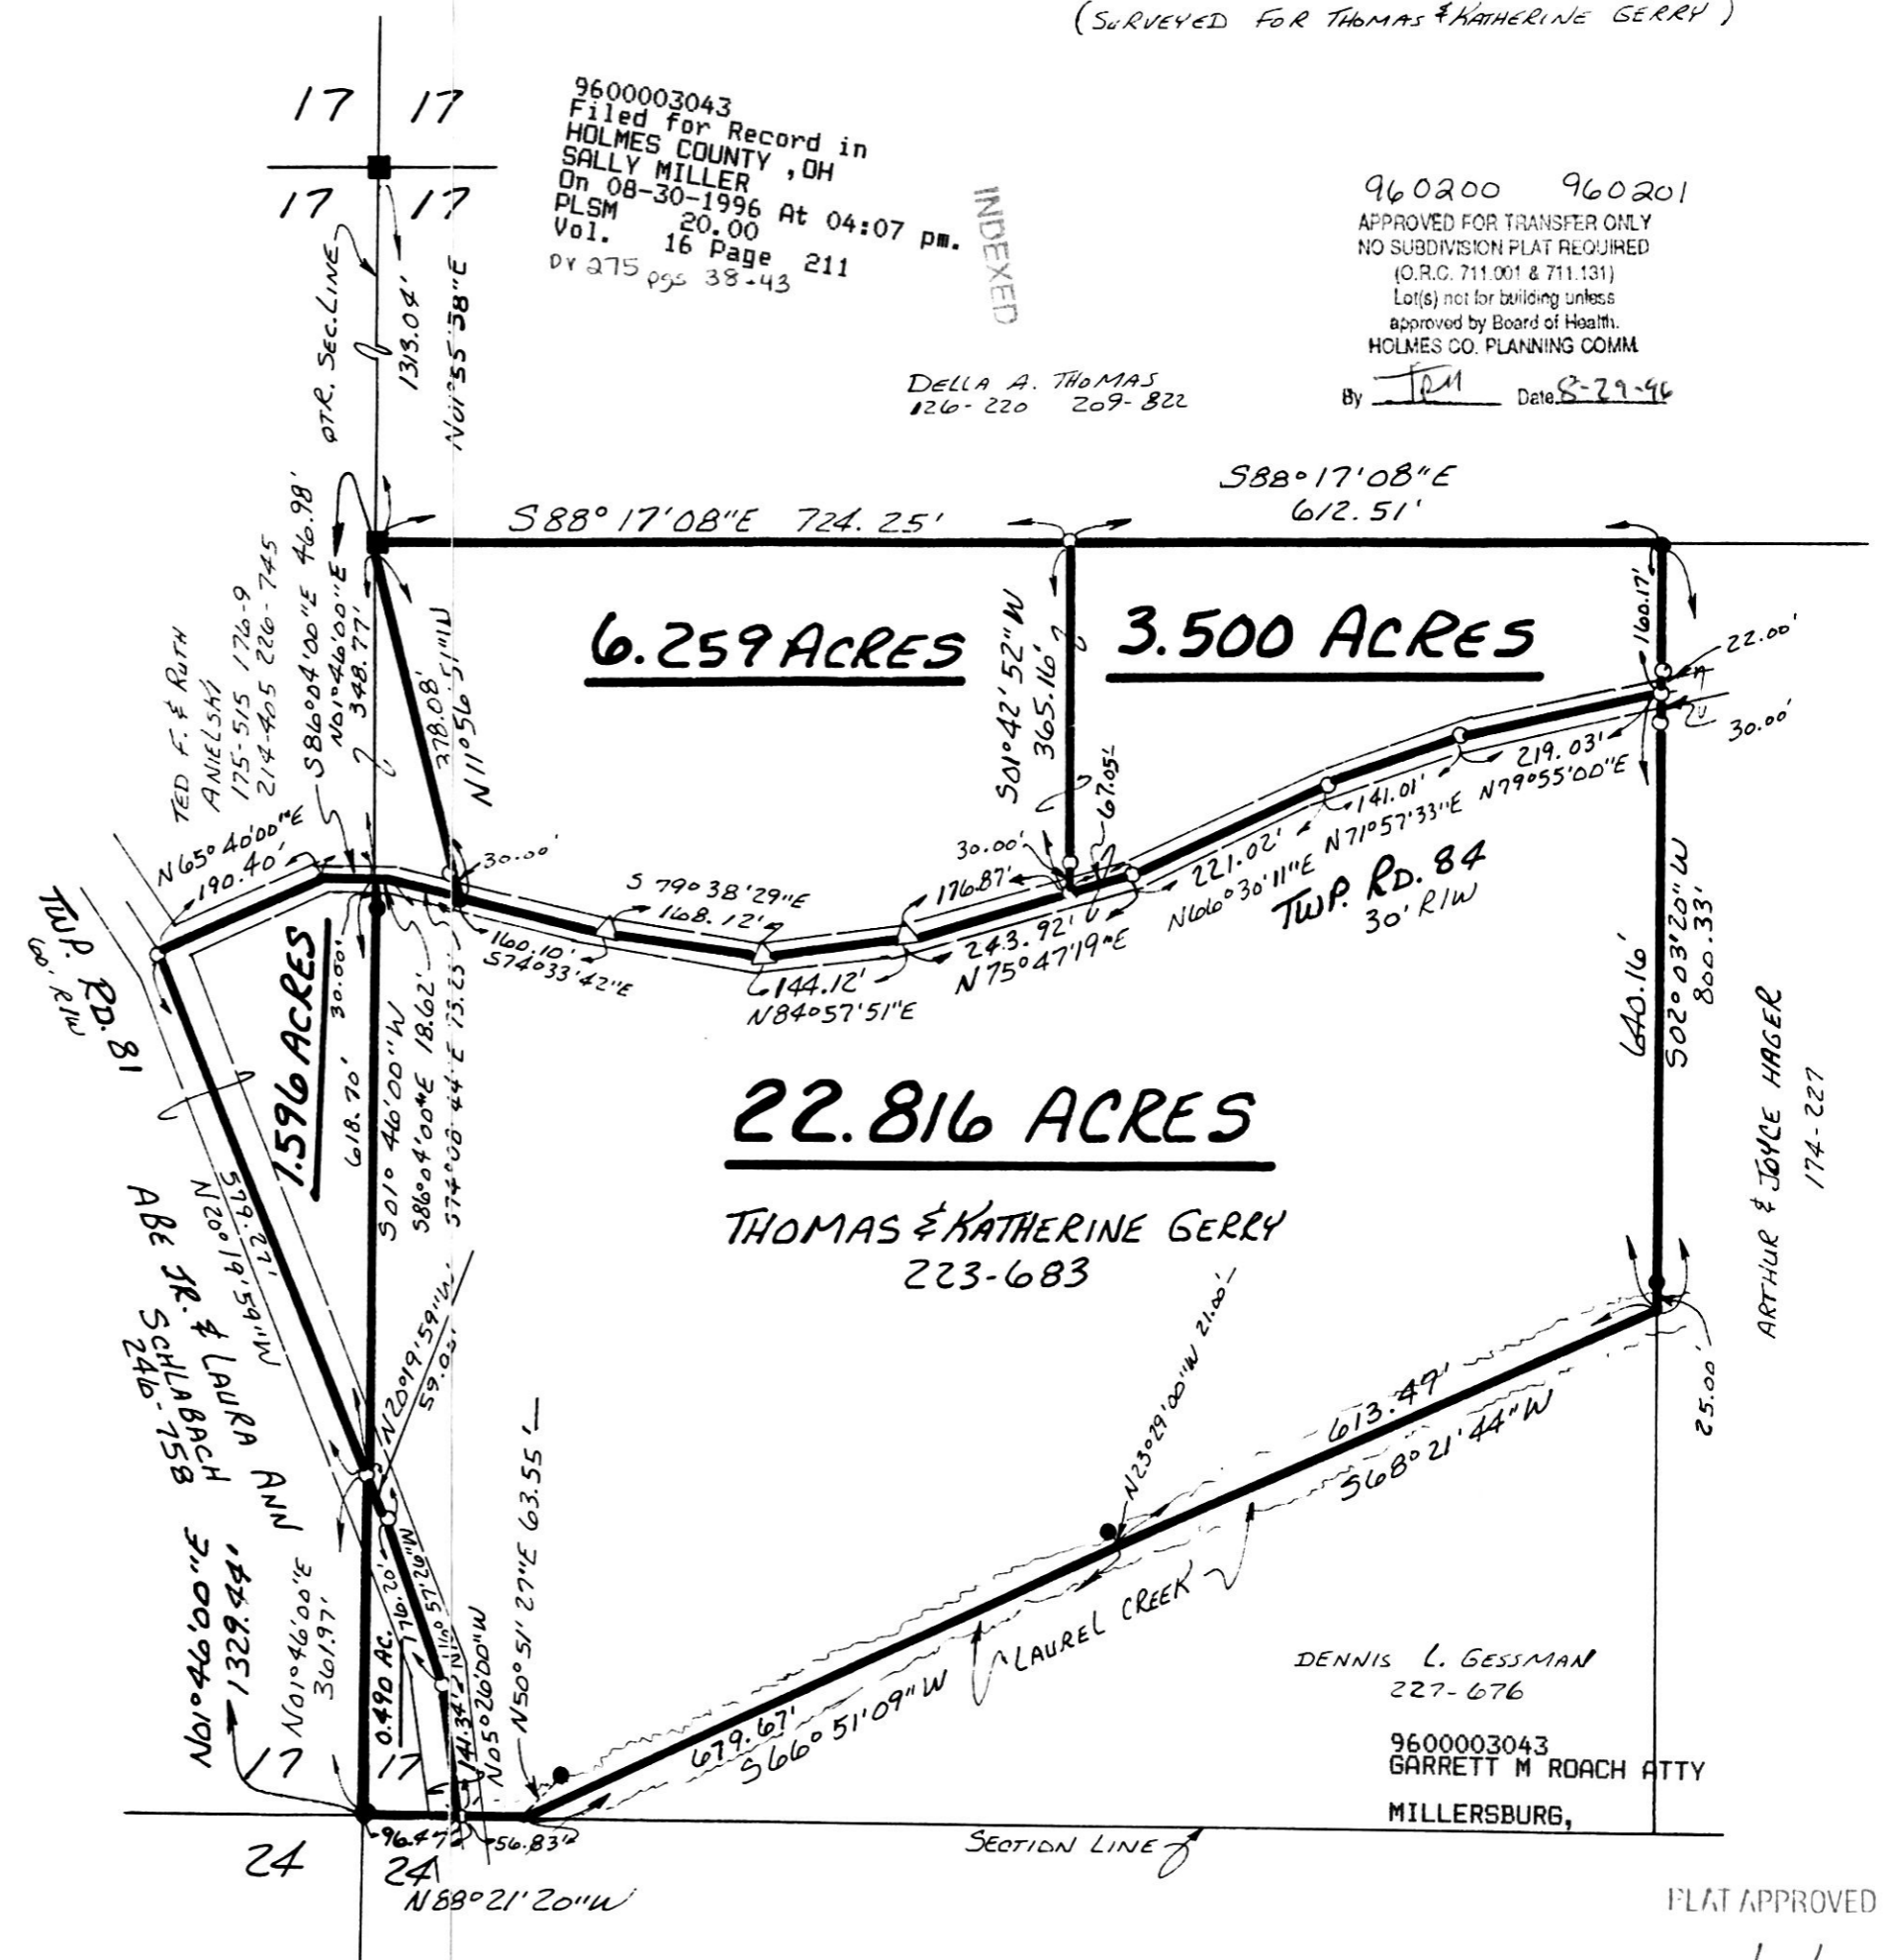 (SURVEYED FOR THOMAS & KATHERINE GERRY)
17 17
17 17
9600003043
Filed for Record in
HOLMES COUNTY ,OH
SALLY MILLER
On 08-30-1996 At 04:07 pm.
PLSM 20.00
Vol. 16 Page 211
DV 275 pgs 38-43
INDEXED
960200 960201
APPROVED FOR TRANSFER ONLY
NO SUBDIVISION PLAT REQUIRED
(O.R.C. 711.001 & 711.131)
Lot(s) not for building unless
approved by Board of Health.
HOLMES CO. PLANNING COMM.
By Date 8-29-96
QTR. SEC. LINE
1313.04'
N01°55'38"E
DELLA A. THOMAS
126-220 209-822
S88°17'08"E 724.25'
S88°17'08"E
612.51'
TED F. & RUTH
ANIELSKI
175-515 176-9
214-405 226-745
S86°04'00"E 46.98'
N01°46'00"E
348.77'
378.08'
N11°56'51"W
6.259 ACRES
S01°42'52"W
365.16'
3.500 ACRES
160.17'
22.00'
30.00'
N65°40'00"E
190.40'
30.00'
S79°38'29"E
168.12'
160.10'
S74°33'42"E
144.12'
N84°57'51"E
176.87'
30.00'
67.05'
243.92'
N75°47'19"E
221.02'
N66°30'11"E
141.01'
N71°57'33"E
219.03'
N79°55'00"E
TWP. RD. 84
30' R/W
TWP. RD. 81
60' R/W
1.596 ACRES
30.00'
618.70'
S01°46'00"W
S86°04'00"E 18.62'
22.816 ACRES
THOMAS & KATHERINE GERRY
223-683
640.16'
S02°03'20"W
800.33'
ARTHUR & JOYCE HAGER
174-227
579.27'
N20°19'59"W
ABE JR. & LAURA ANN
SCHLABACH
246-758
N20°19'59"W
N50°51'27"E 63.55'
N23°29'00"W 21.00'
613.47'
S68°21'44"W
25.00'
N01°46'00"E
1329.44'
N01°46'00"E
361.97'
0.490 AC.
176.20'
141.34'
N05°26'00"W
679.67'
S66°51'09"W
LAUREL CREEK
DENNIS L. GESSMAN
227-676
9600003043
GARRETT M ROACH ATTY
MILLERSBURG,
17 17
24 24
96.47'
56.83'
N88°21'20"W
SECTION LINE
PLAT APPROVED